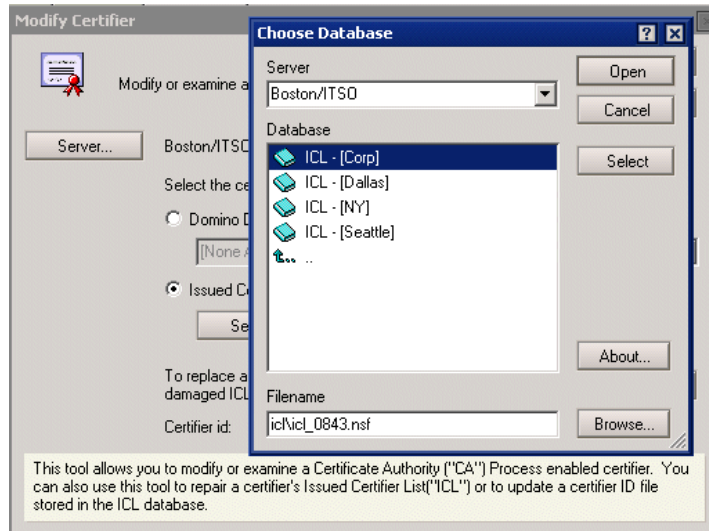 Modify Certifier
Modify or examine a
Server...
Boston/ITSO
Select the ce
Domino D
[None A
Issued Ce
Se
To replace a
damaged ICL
Certifier id:
Choose Database
Server
Boston/ITSO
Database
ICL - [Corp]
ICL - [Dallas]
ICL - [NY]
ICL - [Seattle]
..
Filename
icl\icl_0843.nsf
Open
Cancel
Select
About...
Browse...
This tool allows you to modify or examine a Certificate Authority ("CA") Process enabled certifier. You
can also use this tool to repair a certifier's Issued Certifier List("ICL") or to update a certifier ID file
stored in the ICL database.